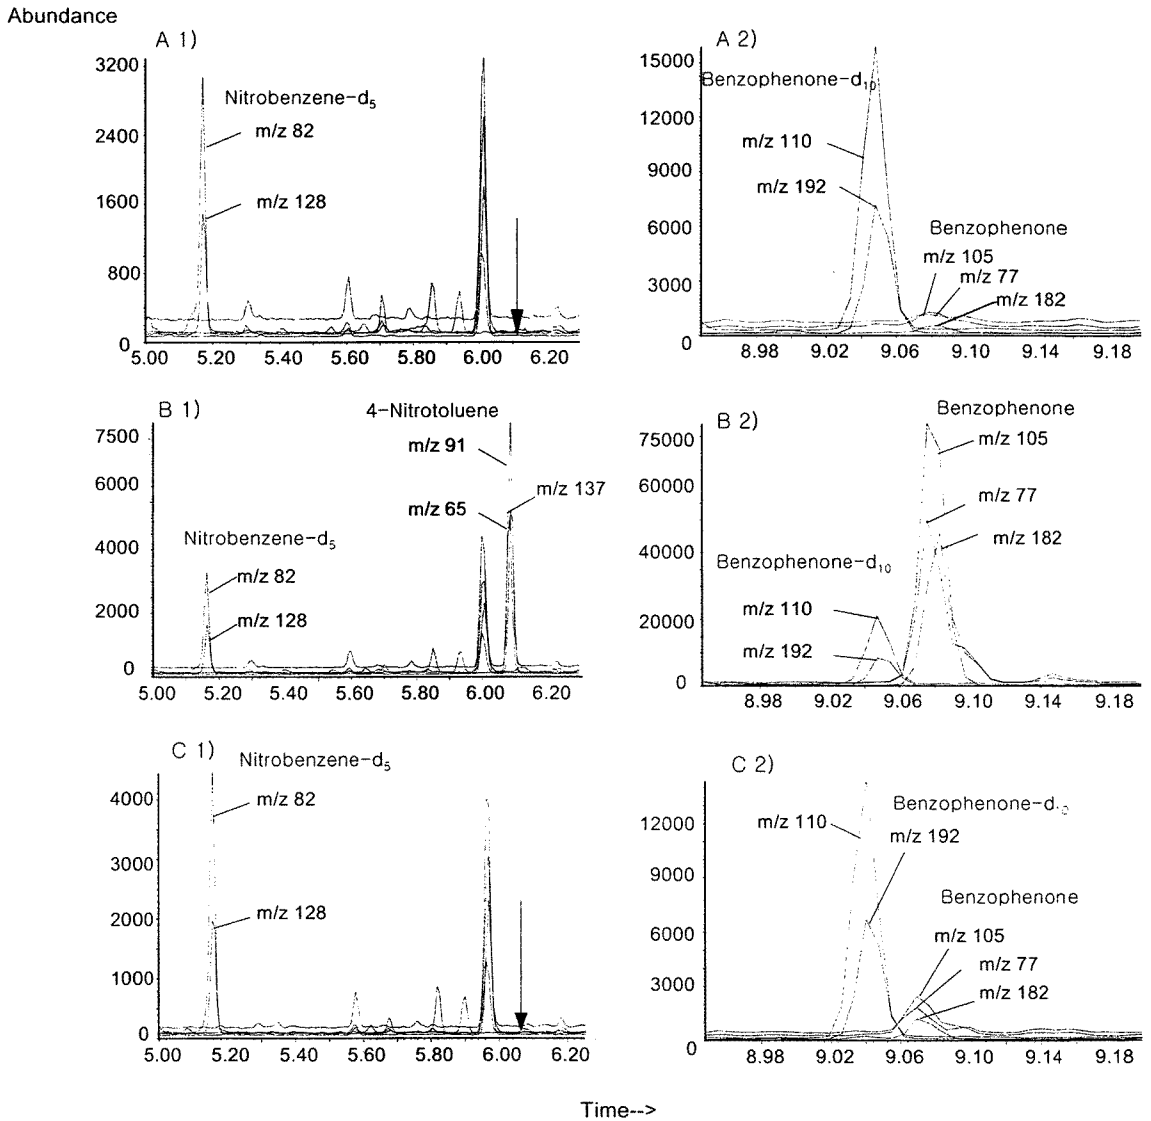 Abundance
A 1)
3200
2400
1600
800
0
Nitrobenzene-d5
m/z 82
m/z 128
5.00 5.20 5.40 5.60 5.80 6.00 6.20
A 2)
15000
12000
9000
6000
3000
0
Benzophenone-d10
m/z 110
m/z 192
Benzophenone
m/z 105
m/z 77
m/z 182
8.98 9.02 9.06 9.10 9.14 9.18
B 1)
7500
6000
4000
2000
0
4-Nitrotoluene
m/z 91
m/z 137
m/z 65
Nitrobenzene-d5
m/z 82
m/z 128
5.00 5.20 5.40 5.60 5.80 6.00 6.20
B 2)
75000
60000
40000
20000
0
Benzophenone
m/z 105
m/z 77
m/z 182
Benzophenone-d10
m/z 110
m/z 192
8.98 9.02 9.06 9.10 9.14 9.18
C 1)
4000
3000
2000
1000
0
Nitrobenzene-d5
m/z 82
m/z 128
5.00 5.20 5.40 5.60 5.80 6.00 6.20
C 2)
12000
9000
6000
3000
0
m/z 110
m/z 192
Benzophenone
m/z 105
m/z 77
m/z 182
8.98 9.02 9.06 9.10 9.14 9.18
Time-->